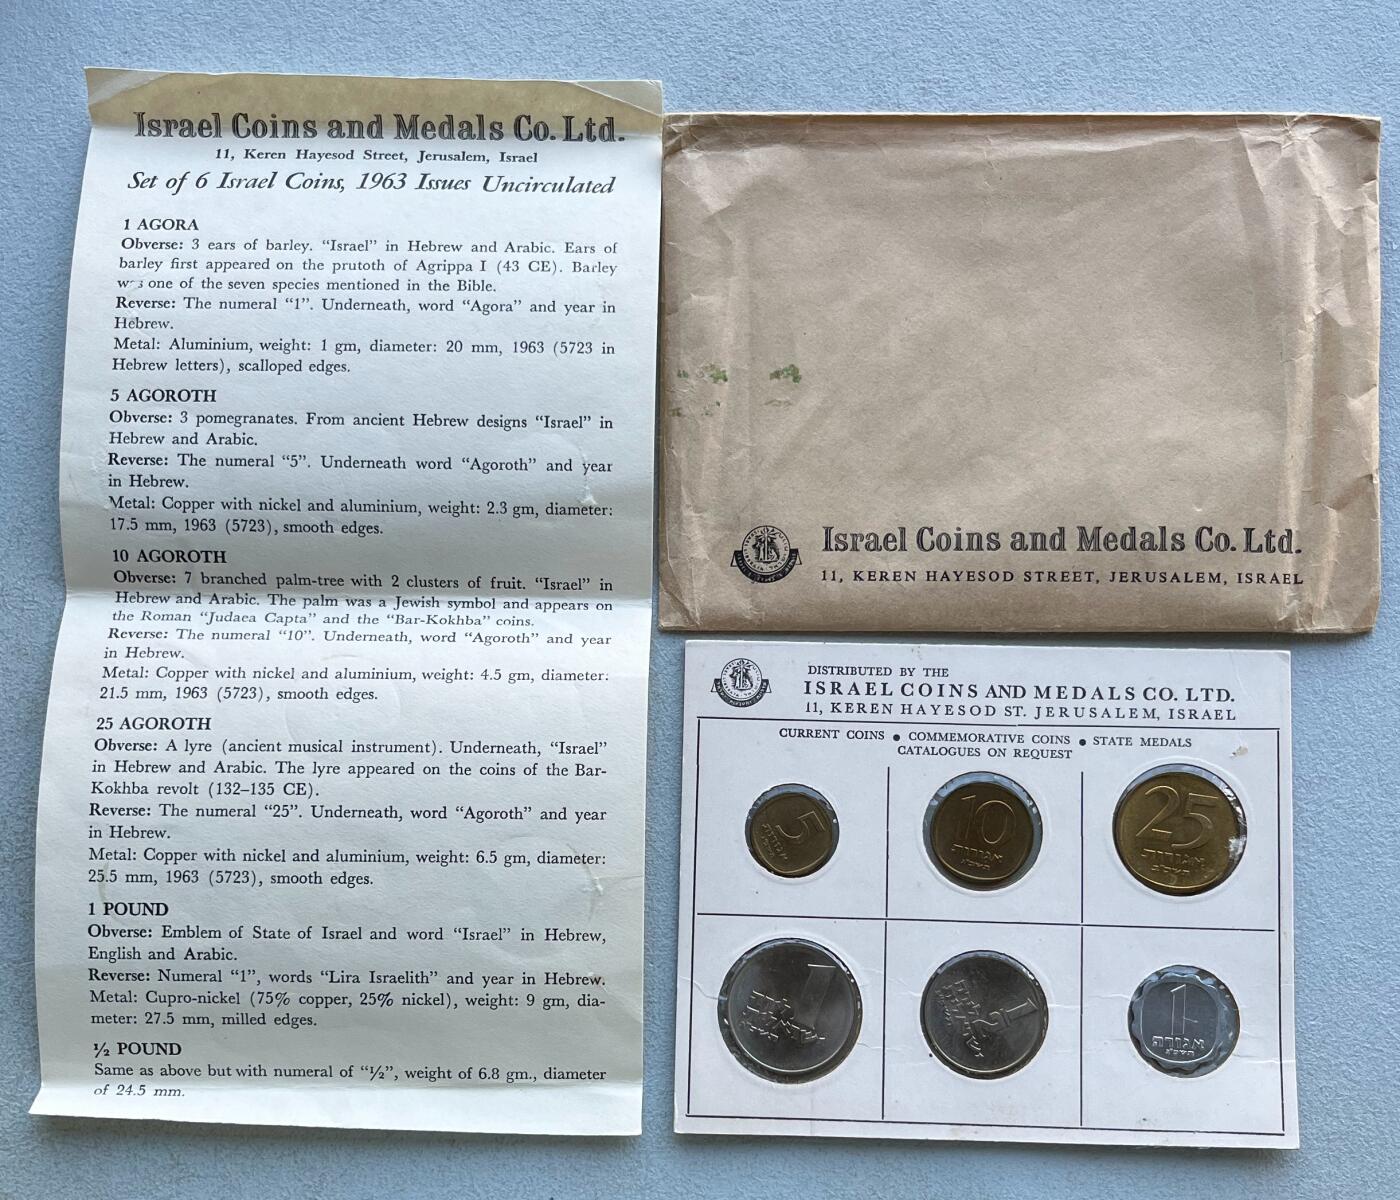 Israel Coins and Medals Co. Ltd.
11, Keren Hayesod Street, Jerusalem, Israel
Set of 6 Israel Coins, 1963 Issues Uncirculated
1 AGORA
Obverse: 3 ears of barley. “Israel” in Hebrew and Arabic. Ears of
barley first appeared on the prutoth of Agrippa I (43 CE). Barley
was one of the seven species mentioned in the Bible.
Reverse: The numeral “1”. Underneath, word “Agora” and year in
Hebrew.
Metal: Aluminium, weight: 1 gm, diameter: 20 mm, 1963 (5723 in
Hebrew letters), scalloped edges.
5 AGOROTH
Obverse: 3 pomegranates. From ancient Hebrew designs “Israel” in
Hebrew and Arabic.
Reverse: The numeral “5”. Underneath word “Agoroth” and year
in Hebrew.
Metal: Copper with nickel and aluminium, weight: 2.3 gm, diameter:
17.5 mm, 1963 (5723), smooth edges.
10 AGOROTH
Obverse: 7 branched palm-tree with 2 clusters of fruit. “Israel” in
Hebrew and Arabic. The palm was a Jewish symbol and appears on
the Roman “Judaea Capta” and the “Bar-Kokhba” coins.
Reverse: The numeral “10”. Underneath, word “Agoroth” and year
in Hebrew.
Metal: Copper with nickel and aluminium, weight: 4.5 gm, diameter:
21.5 mm, 1963 (5723), smooth edges.
25 AGOROTH
Obverse: A lyre (ancient musical instrument). Underneath, “Israel”
in Hebrew and Arabic. The lyre appeared on the coins of the Bar-
Kokhba revolt (132–135 CE).
Reverse: The numeral “25”. Underneath, word “Agoroth” and year
in Hebrew.
Metal: Copper with nickel and aluminium, weight: 6.5 gm, diameter:
25.5 mm, 1963 (5723), smooth edges.
1 POUND
Obverse: Emblem of State of Israel and word “Israel” in Hebrew,
English and Arabic.
Reverse: Numeral “1”, words “Lira Israelith” and year in Hebrew.
Metal: Cupro-nickel (75% copper, 25% nickel), weight: 9 gm, dia-
meter: 27.5 mm, milled edges.
½ POUND
Same as above but with numeral of “½”, weight of 6.8 gm., diameter
of 24.5 mm.
Israel Coins and Medals Co. Ltd.
11, KEREN HAYESOD STREET, JERUSALEM, ISRAEL
DISTRIBUTED BY THE
ISRAEL COINS AND MEDALS CO. LTD.
11, KEREN HAYESOD ST. JERUSALEM, ISRAEL
CURRENT COINS ● COMMEMORATIVE COINS ● STATE MEDALS
CATALOGUES ON REQUEST
5
אגורות
10
אגורות
התשכ"ג
25
אגורות
התשכ"ג
1
1/2
1
אגורה
התשכ"ג